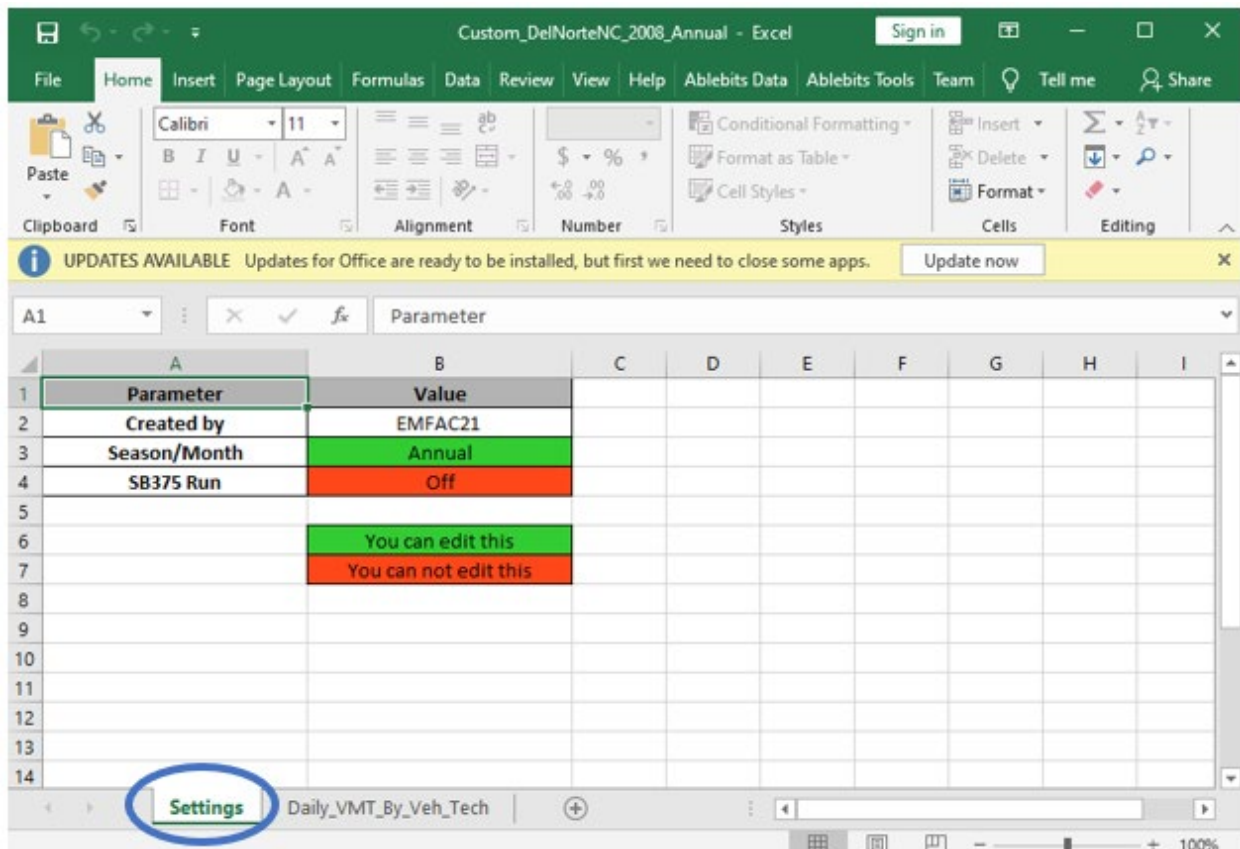 Custom_DelNorteNC_2008_Annual - Excel Sign in
File Home Insert Page Layout Formulas Data Review View Help Ablebits Data Ablebits Tools Team Tell me Share
Calibri 11 ab Conditional Formatting Insert
Paste B I U A A $ % , Format as Table Delete
A Cell Styles Format
Clipboard Font Alignment Number Styles Cells Editing
UPDATES AVAILABLE Updates for Office are ready to be installed, but first we need to close some apps. Update now
A1 fx Parameter
A B C D E F G H I
1 Parameter Value
2 Created by EMFAC21
3 Season/Month Annual
4 SB375 Run Off
5
6 You can edit this
7 You can not edit this
8
9
10
11
12
13
14
Settings Daily_VMT_By_Veh_Tech
100%